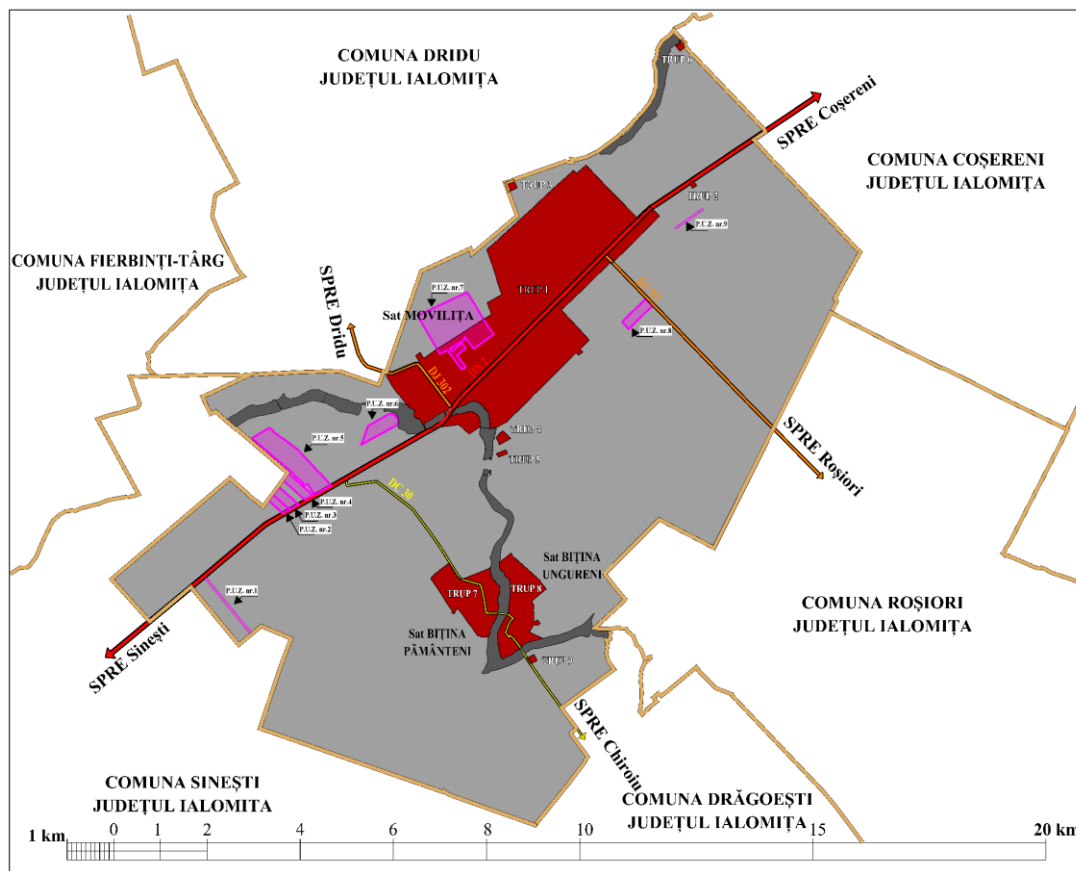 COMUNA DRIDU
JUDEȚUL IALOMIȚA
TRUP 6
SPRE Coșereni
COMUNA COȘERENI
JUDEȚUL IALOMIȚA
TRUP 3
TRUP 2
P.U.Z. nr.9
COMUNA FIERBINȚI-TÂRG
JUDEȚUL IALOMIȚA
SPRE Dridu
P.U.Z. nr.7
TRUP 1
Sat MOVILIȚA
P.U.Z. nr.8
DJ 302
P.U.Z. nr.6
TRUP 4
P.U.Z. nr.5
TRUP 5
SPRE Roșiori
DC 30
P.U.Z. nr.4
P.U.Z. nr.3
P.U.Z. nr.2
Sat BIȚINA
UNGURENI
P.U.Z. nr.1
TRUP 7
TRUP 8
COMUNA ROȘIORI
JUDEȚUL IALOMIȚA
Sat BIȚINA
PĂMÂNTENI
SPRE Sinești
SPRE Chiroiu
COMUNA SINEȘTI
JUDEȚUL IALOMITA
COMUNA DRĂGOEȘTI
JUDEȚUL IALOMIȚA
1 km 0 2 4 6 8 10 15 20 km